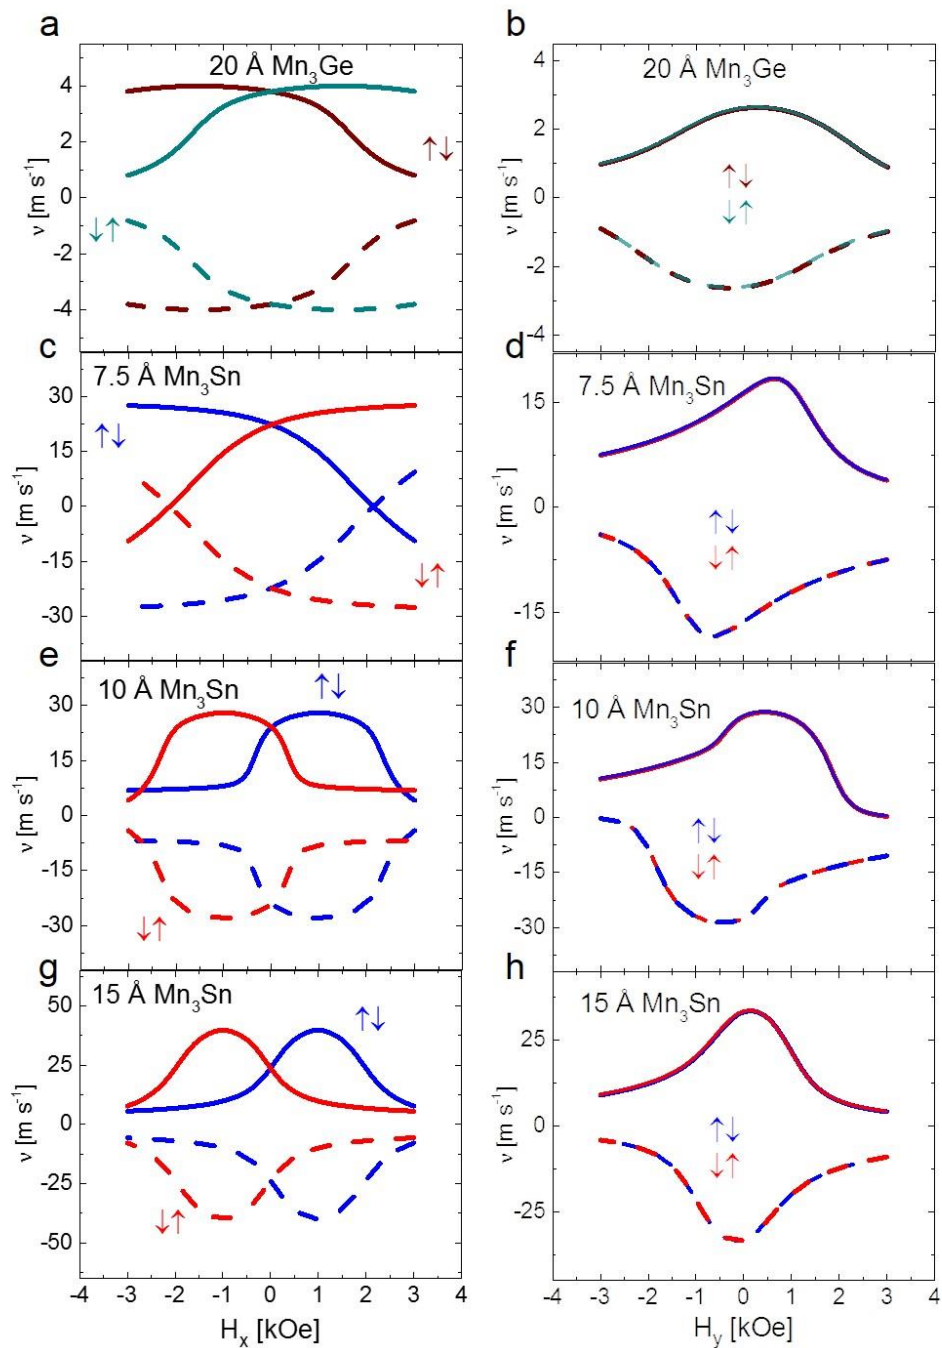 a
20 Å Mn₃Ge
ν [m s⁻¹]
4
2
0
-2
-4
↑↓
↓↑
b
20 Å Mn₃Ge
ν [m s⁻¹]
4
2
0
-2
-4
↑↓
↓↑
c
7.5 Å Mn₃Sn
ν [m s⁻¹]
30
15
0
-15
-30
↑↓
↓↑
d
7.5 Å Mn₃Sn
ν [m s⁻¹]
15
0
-15
↑↓
↓↑
e
10 Å Mn₃Sn
ν [m s⁻¹]
30
15
0
-15
-30
↑↓
↓↑
f
10 Å Mn₃Sn
ν [m s⁻¹]
30
15
0
-15
-30
↑↓
↓↑
g
15 Å Mn₃Sn
ν [m s⁻¹]
50
25
0
-25
-50
↑↓
↓↑
-4 -3 -2 -1 0 1 2 3 4
Hₓ [kOe]
h
15 Å Mn₃Sn
ν [m s⁻¹]
25
0
-25
↑↓
↓↑
-4 -3 -2 -1 0 1 2 3 4
H_y [kOe]